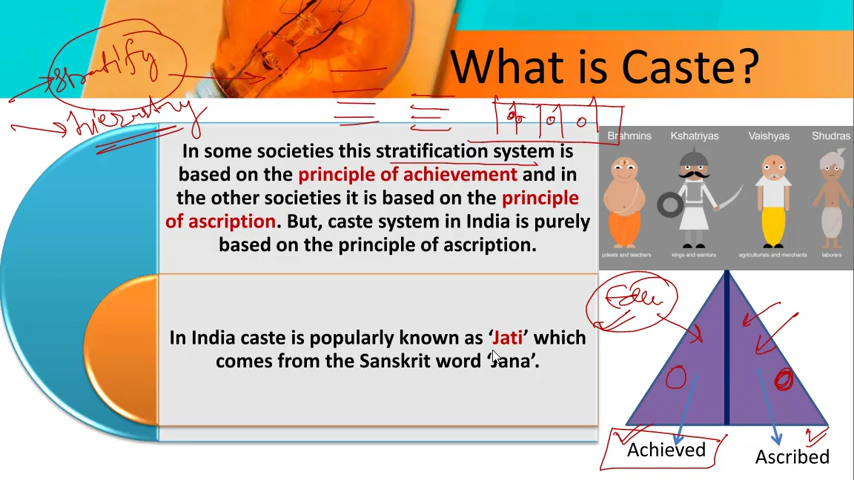 What is Caste?
Stratify
hierarchy
In some societies this stratification system is
based on the principle of achievement and in
the other societies it is based on the principle
of ascription. But, caste system in India is purely
based on the principle of ascription.
Brahmins Kshatriyas Vaishyas Shudras
priests and teachers kings and warriors agriculturals and merchants laborers
In India caste is popularly known as ‘Jati’ which
comes from the Sanskrit word ‘Jana’.
Achieved Ascribed